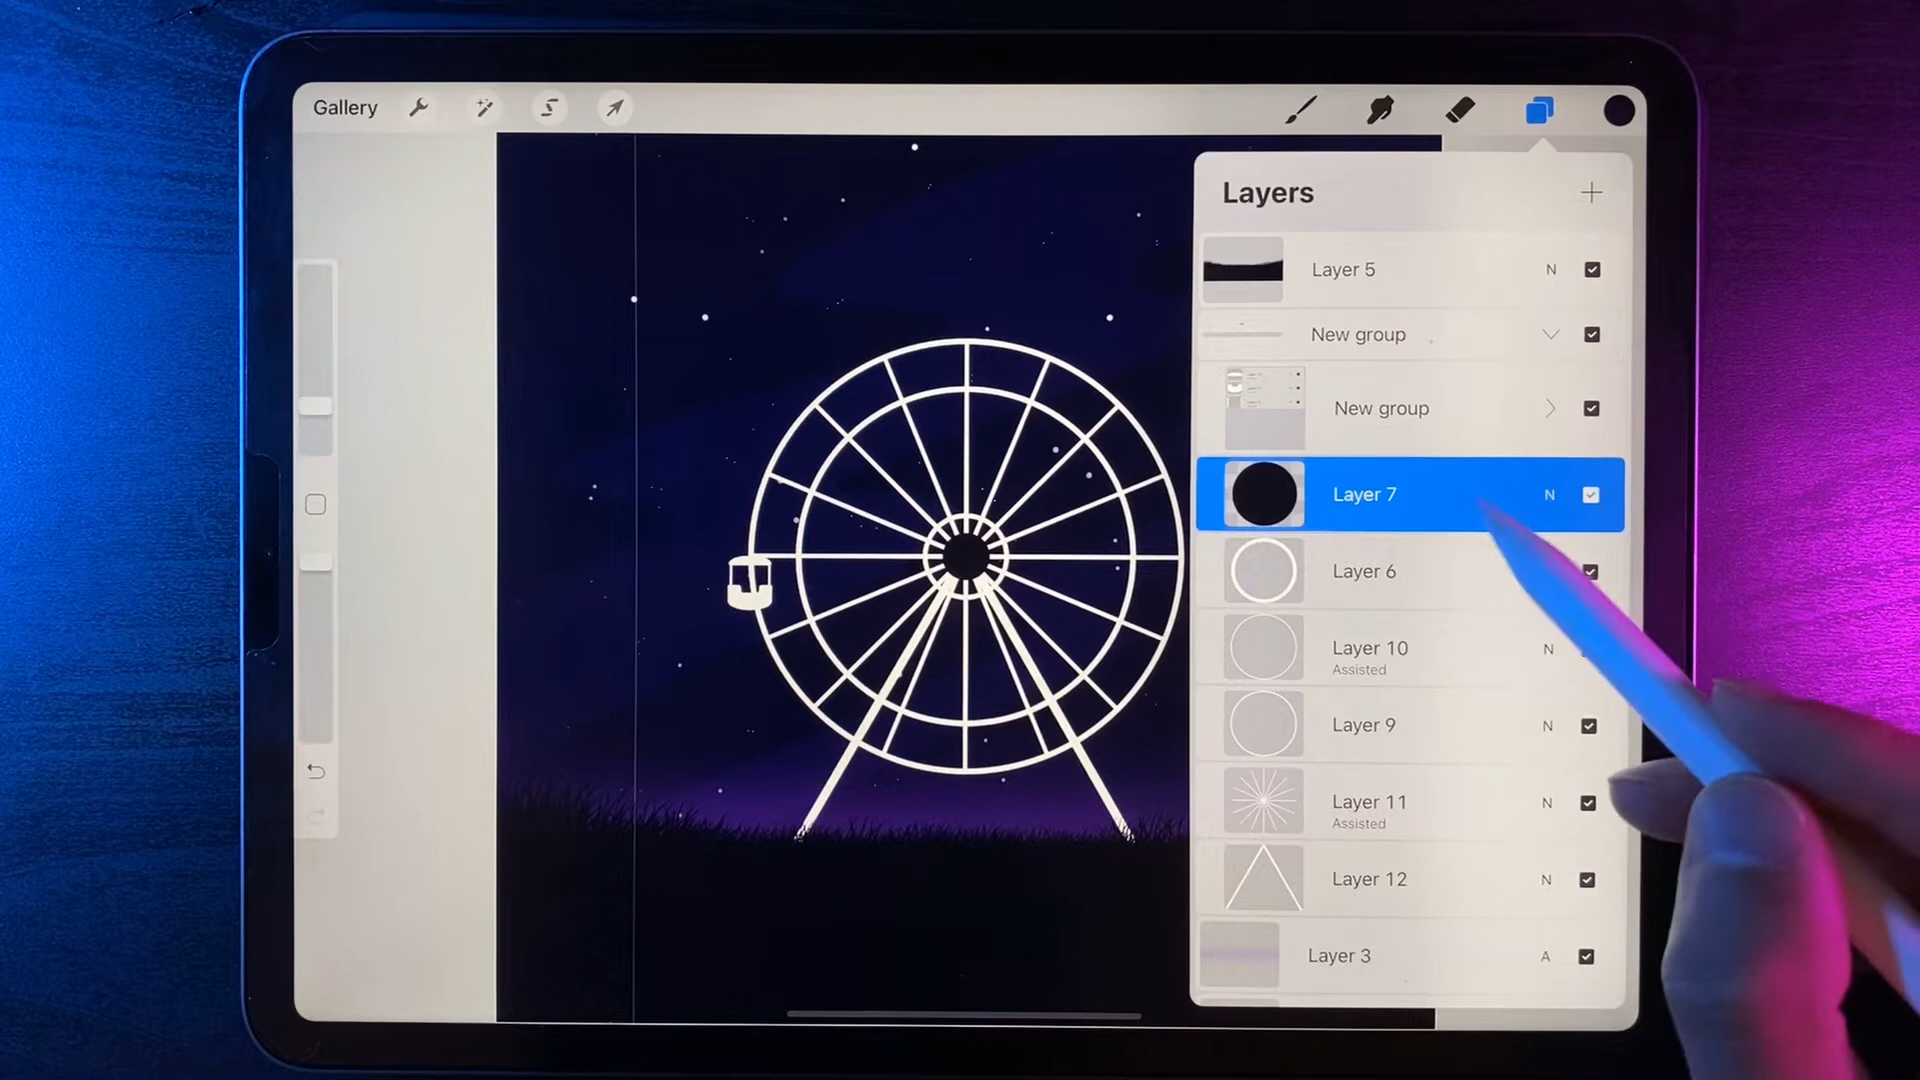 Gallery
Layers
Layer 5 N
New group
New group
Layer 7 N
Layer 6
Layer 10 N
Assisted
Layer 9 N
Layer 11 N
Assisted
Layer 12 N
Layer 3 A